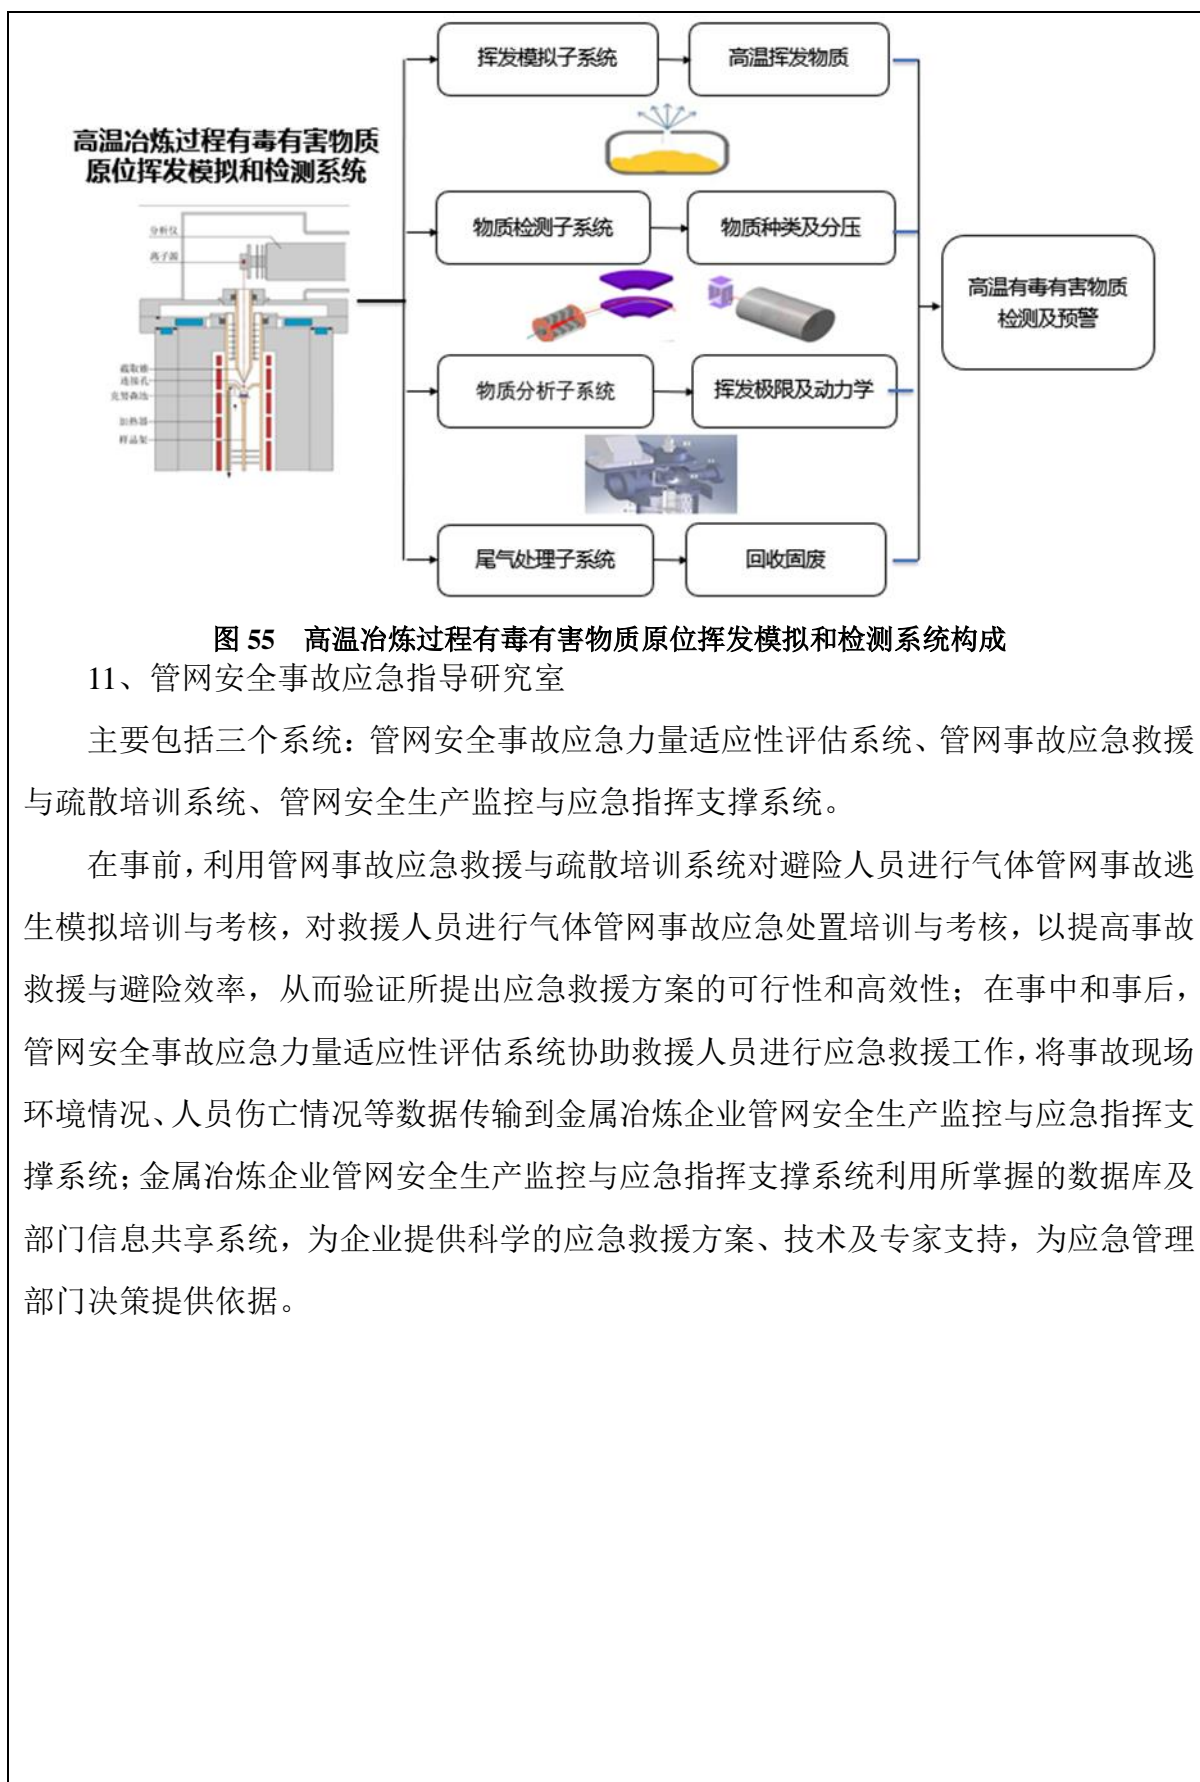 挥发模拟子系统
高温挥发物质
高温冶炼过程有毒有害物质
原位挥发模拟和检测系统
分析仪
离子源
物质检测子系统
物质种类及分压
高温有毒有害物质
检测及预警
截取锥
连接孔
克努森池
加热器
样品架
物质分析子系统
挥发极限及动力学
尾气处理子系统
回收固废
图 55 高温冶炼过程有毒有害物质原位挥发模拟和检测系统构成
11、管网安全事故应急指导研究室
主要包括三个系统：管网安全事故应急力量适应性评估系统、管网事故应急救援
与疏散培训系统、管网安全生产监控与应急指挥支撑系统。
在事前，利用管网事故应急救援与疏散培训系统对避险人员进行气体管网事故逃
生模拟培训与考核，对救援人员进行气体管网事故应急处置培训与考核，以提高事故
救援与避险效率，从而验证所提出应急救援方案的可行性和高效性；在事中和事后，
管网安全事故应急力量适应性评估系统协助救援人员进行应急救援工作，将事故现场
环境情况、人员伤亡情况等数据传输到金属冶炼企业管网安全生产监控与应急指挥支
撑系统；金属冶炼企业管网安全生产监控与应急指挥支撑系统利用所掌握的数据库及
部门信息共享系统，为企业提供科学的应急救援方案、技术及专家支持，为应急管理
部门决策提供依据。